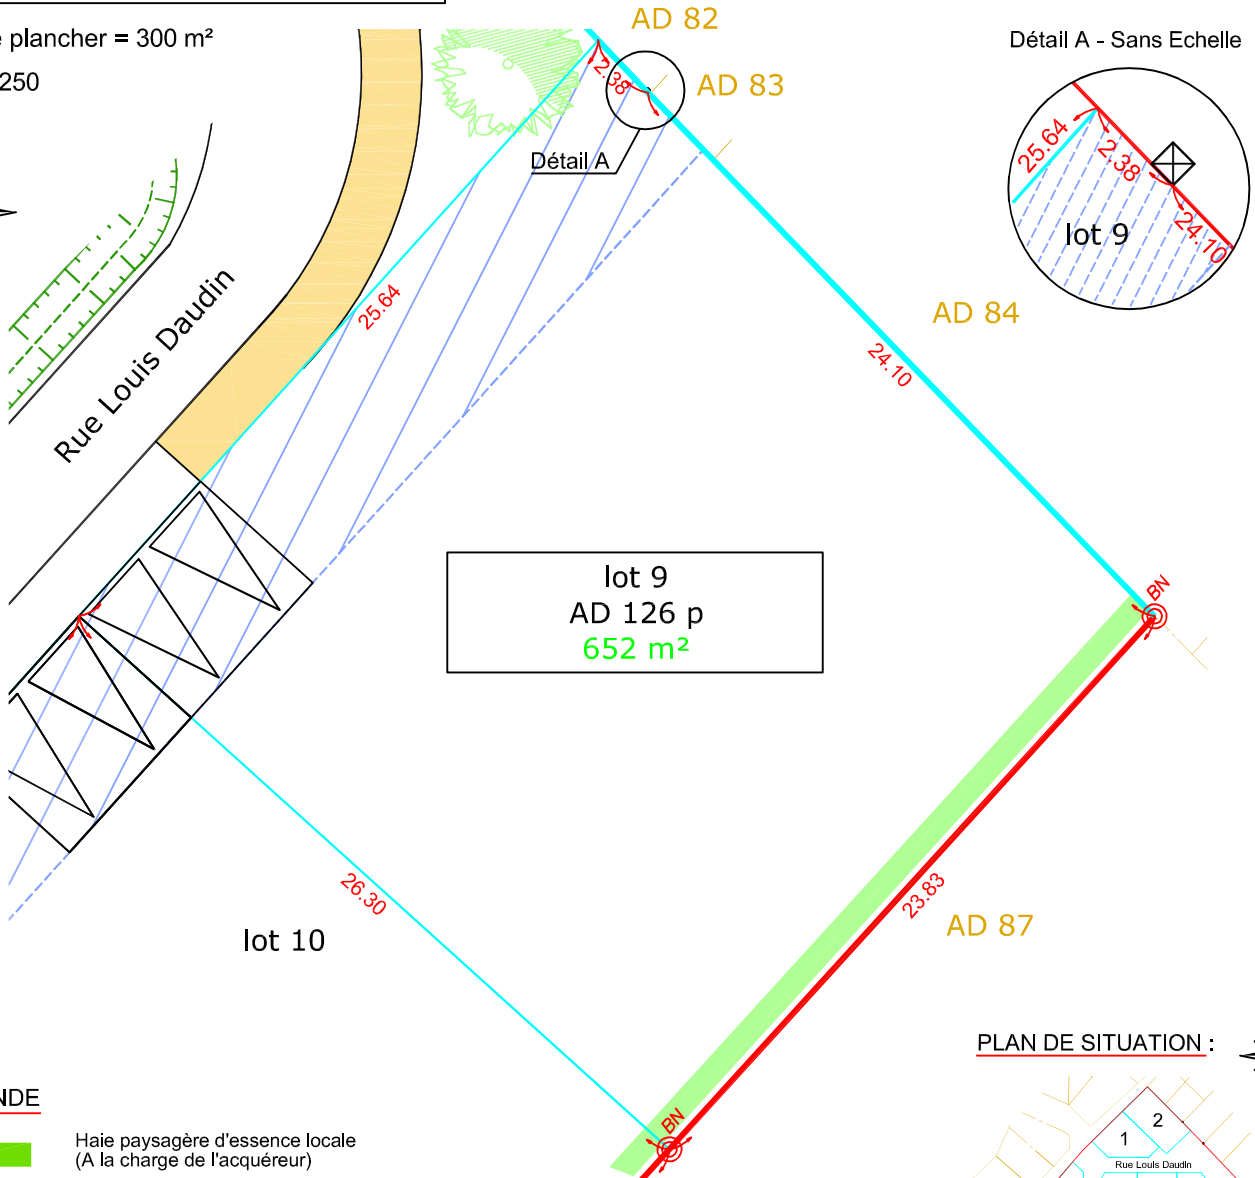 plancher = 300 m²
250
AD 82
AD 83
2.38
Détail A
Détail A - Sans Echelle
25.64
2.38
24.10
lot 9
Rue Louis Daudin
25.64
AD 84
24.10
lot 9
AD 126 p
652 m²
BN
26.30
23.83
AD 87
lot 10
BN
PLAN DE SITUATION :
2
1
Rue Louis Daudin
Haie paysagère d'essence locale
(A la charge de l'acquéreur)